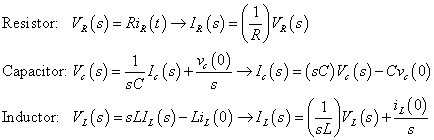 Resistor: V_R(s) = Ri_R(t) → I_R(s) = (1/R) V_R(s)
Capacitor: V_c(s) = 1/sC I_c(s) + v_c(0)/s → I_c(s) = (sC)V_c(s) − Cv_c(0)
Inductor: V_L(s) = sLI_L(s) − Li_L(0) → I_L(s) = (1/sL) V_L(s) + i_L(0)/s